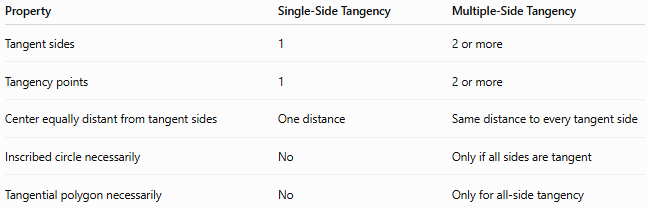 Property Single-Side Tangency Multiple-Side Tangency
Tangent sides 1 2 or more
Tangency points 1 2 or more
Center equally distant from tangent sides One distance Same distance to every tangent side
Inscribed circle necessarily No Only if all sides are tangent
Tangential polygon necessarily No Only for all-side tangency